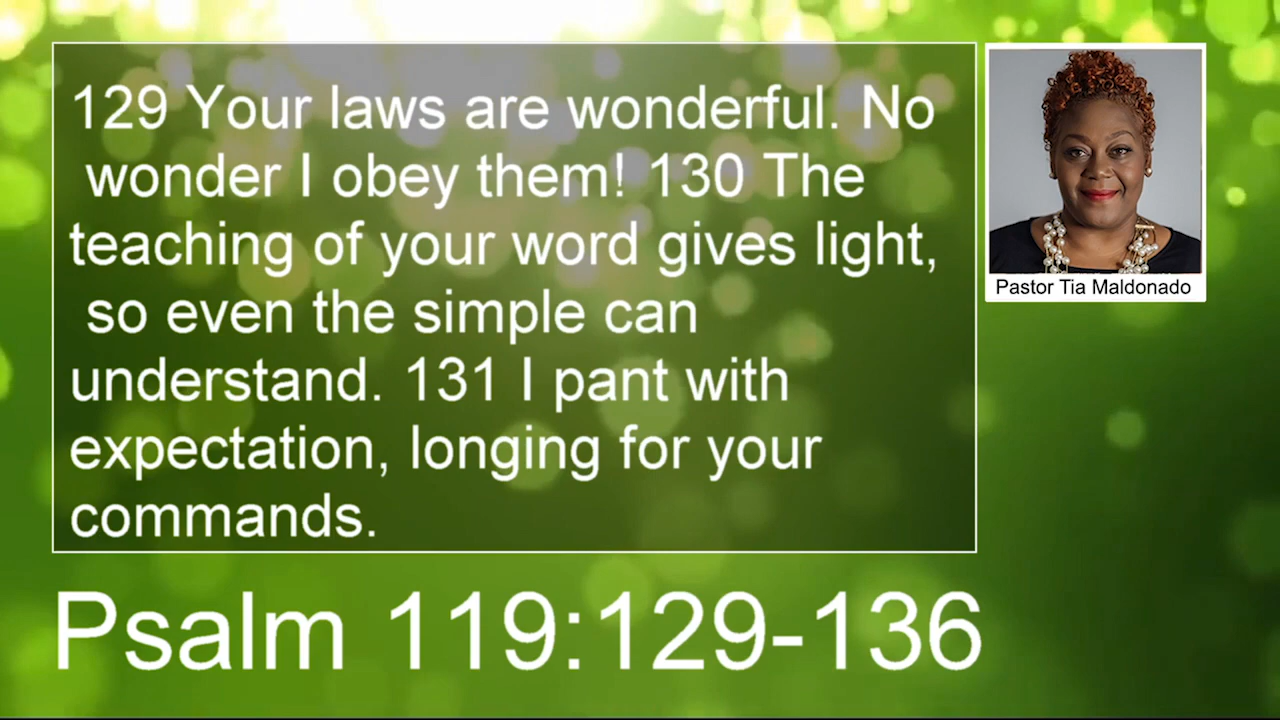 129 Your laws are wonderful. No
wonder I obey them! 130 The
teaching of your word gives light,
so even the simple can
understand. 131 I pant with
expectation, longing for your
commands.
Pastor Tia Maldonado
Psalm 119:129-136